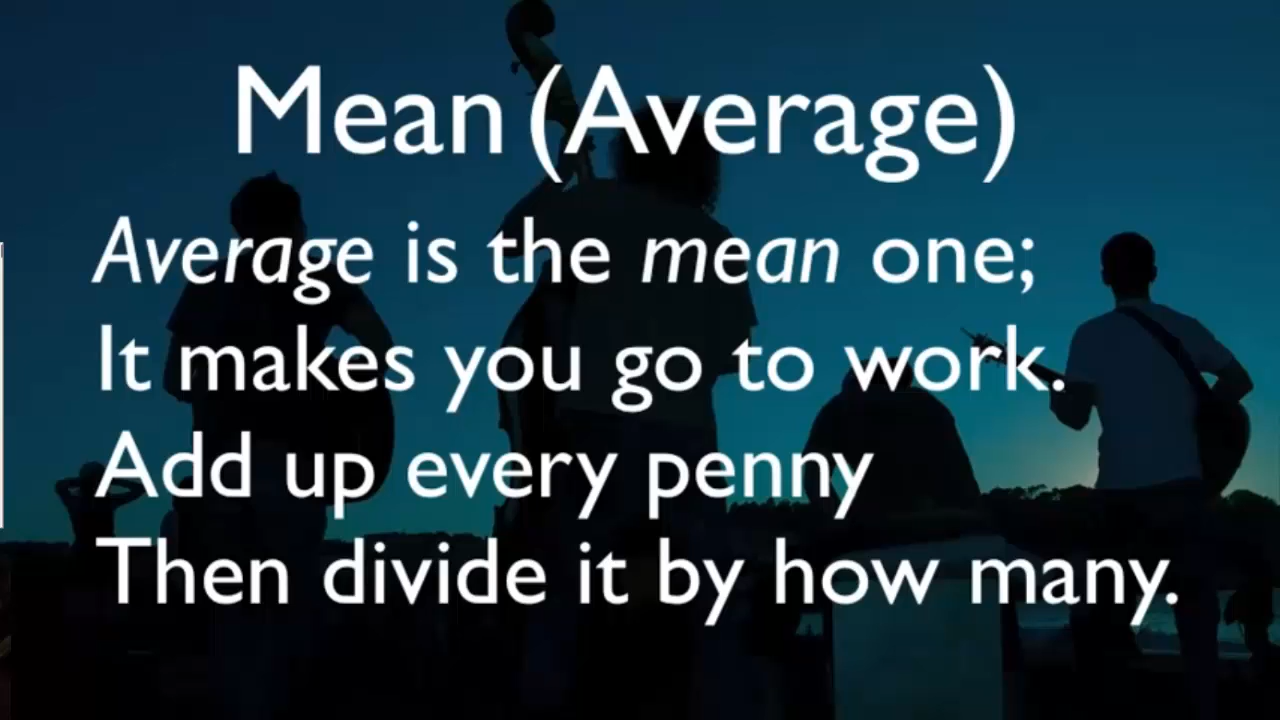 Mean (Average)
Average is the mean one;
It makes you go to work.
Add up every penny
Then divide it by how many.